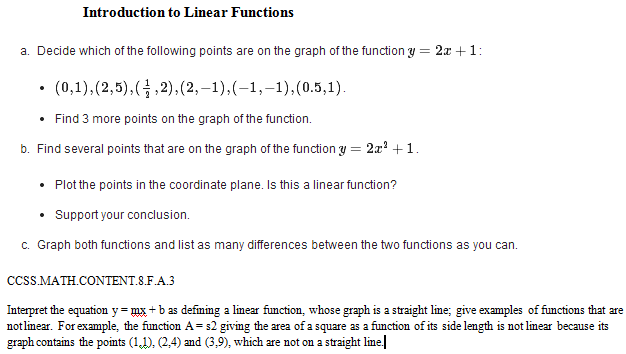 Introduction to Linear Functions
a. Decide which of the following points are on the graph of the function y = 2x + 1:
• (0,1),(2,5),(½,2),(2,−1),(−1,−1),(0.5,1).
• Find 3 more points on the graph of the function.
b. Find several points that are on the graph of the function y = 2x² + 1.
• Plot the points in the coordinate plane. Is this a linear function?
• Support your conclusion.
c. Graph both functions and list as many differences between the two functions as you can.
CCSS.MATH.CONTENT.8.F.A.3
Interpret the equation y = mx + b as defining a linear function, whose graph is a straight line; give examples of functions that are
not linear. For example, the function A = s2 giving the area of a square as a function of its side length is not linear because its
graph contains the points (1,1), (2,4) and (3,9), which are not on a straight line.